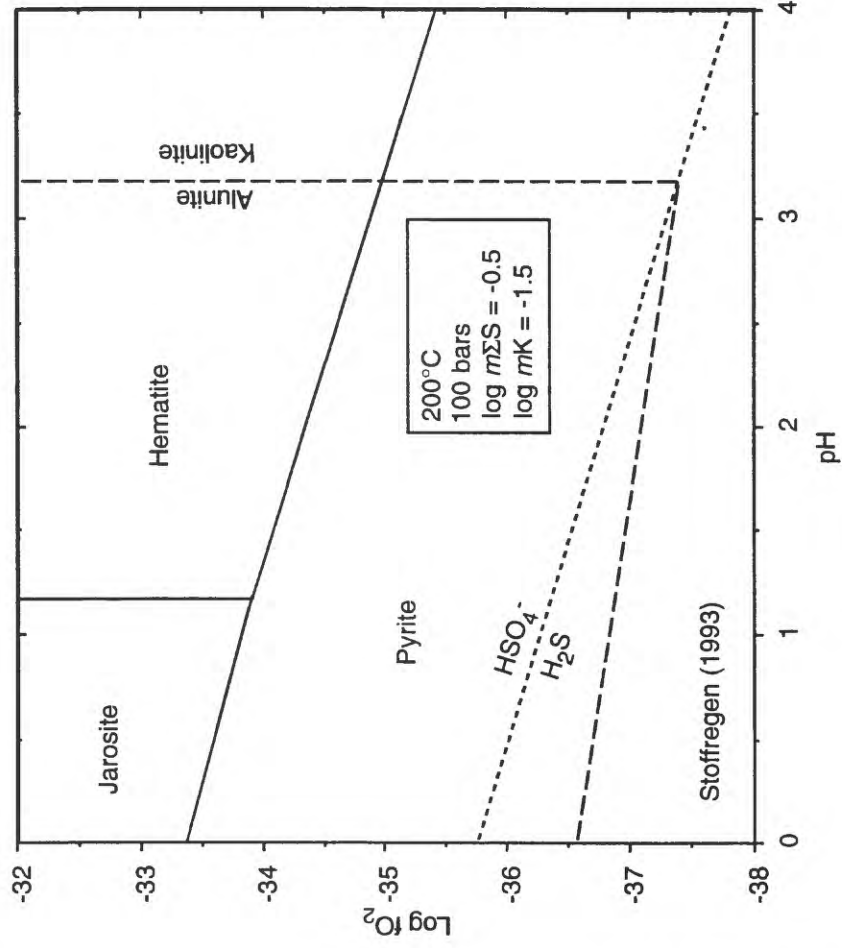 -32
-33
-34
-35
-36
-37
-38
Log fO₂
Jarosite
Hematite
Alunite
Kaolinite
Pyrite
200°C
100 bars
log mΣS = -0.5
log mK = -1.5
HSO₄⁻
H₂S
Stoffregen (1993)
0
1
2
3
4
pH